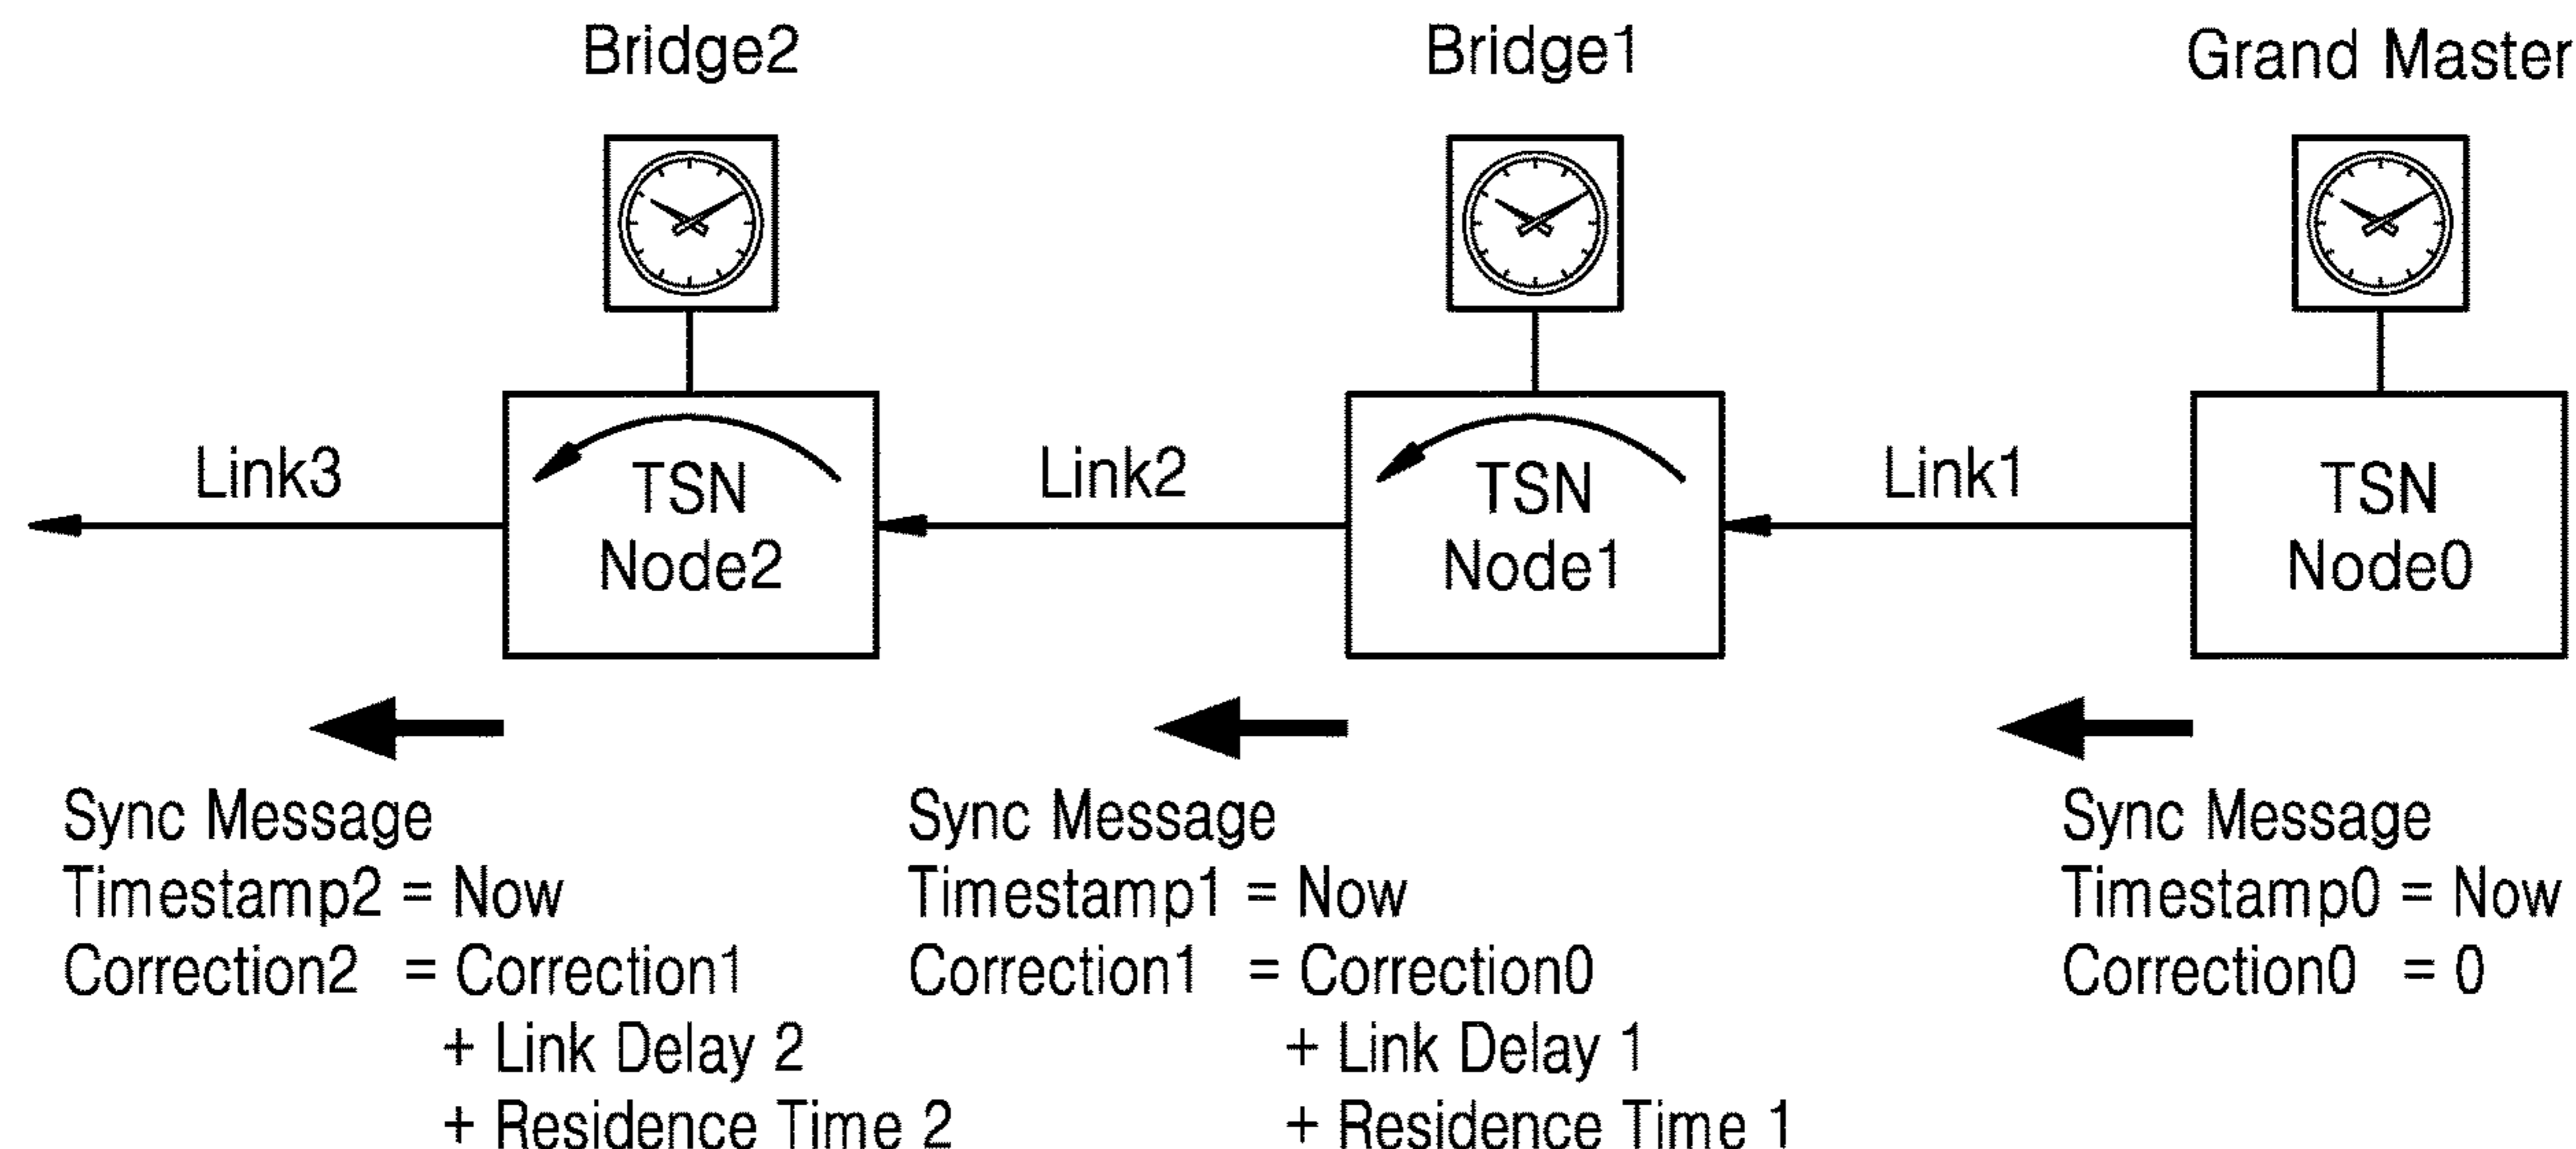 Bridge2
Bridge1
Grand Master
Link3
TSN
Node2
Link2
TSN
Node1
Link1
TSN
Node0
Sync Message
Timestamp2 = Now
Correction2 = Correction1
+ Link Delay 2
+ Residence Time 2
Sync Message
Timestamp1 = Now
Correction1 = Correction0
+ Link Delay 1
+ Residence Time 1
Sync Message
Timestamp0 = Now
Correction0 = 0